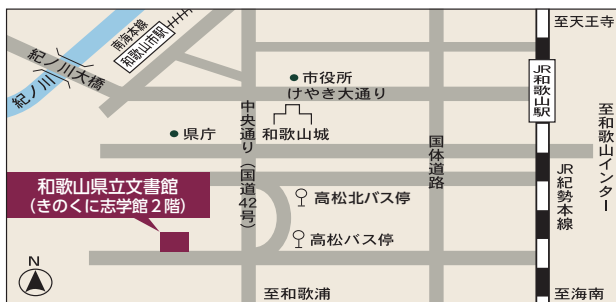 至天王寺
南海本線
和歌山市駅
紀ノ川大橋
紀ノ川
市役所
けやき大通り
JR和歌山駅
中央通り（国道42号）
県庁
和歌山城
国体道路
至和歌山インター
JR紀勢本線
和歌山県立文書館
（きのくに志学館２階）
高松北バス停
高松バス停
N
至和歌浦
至海南